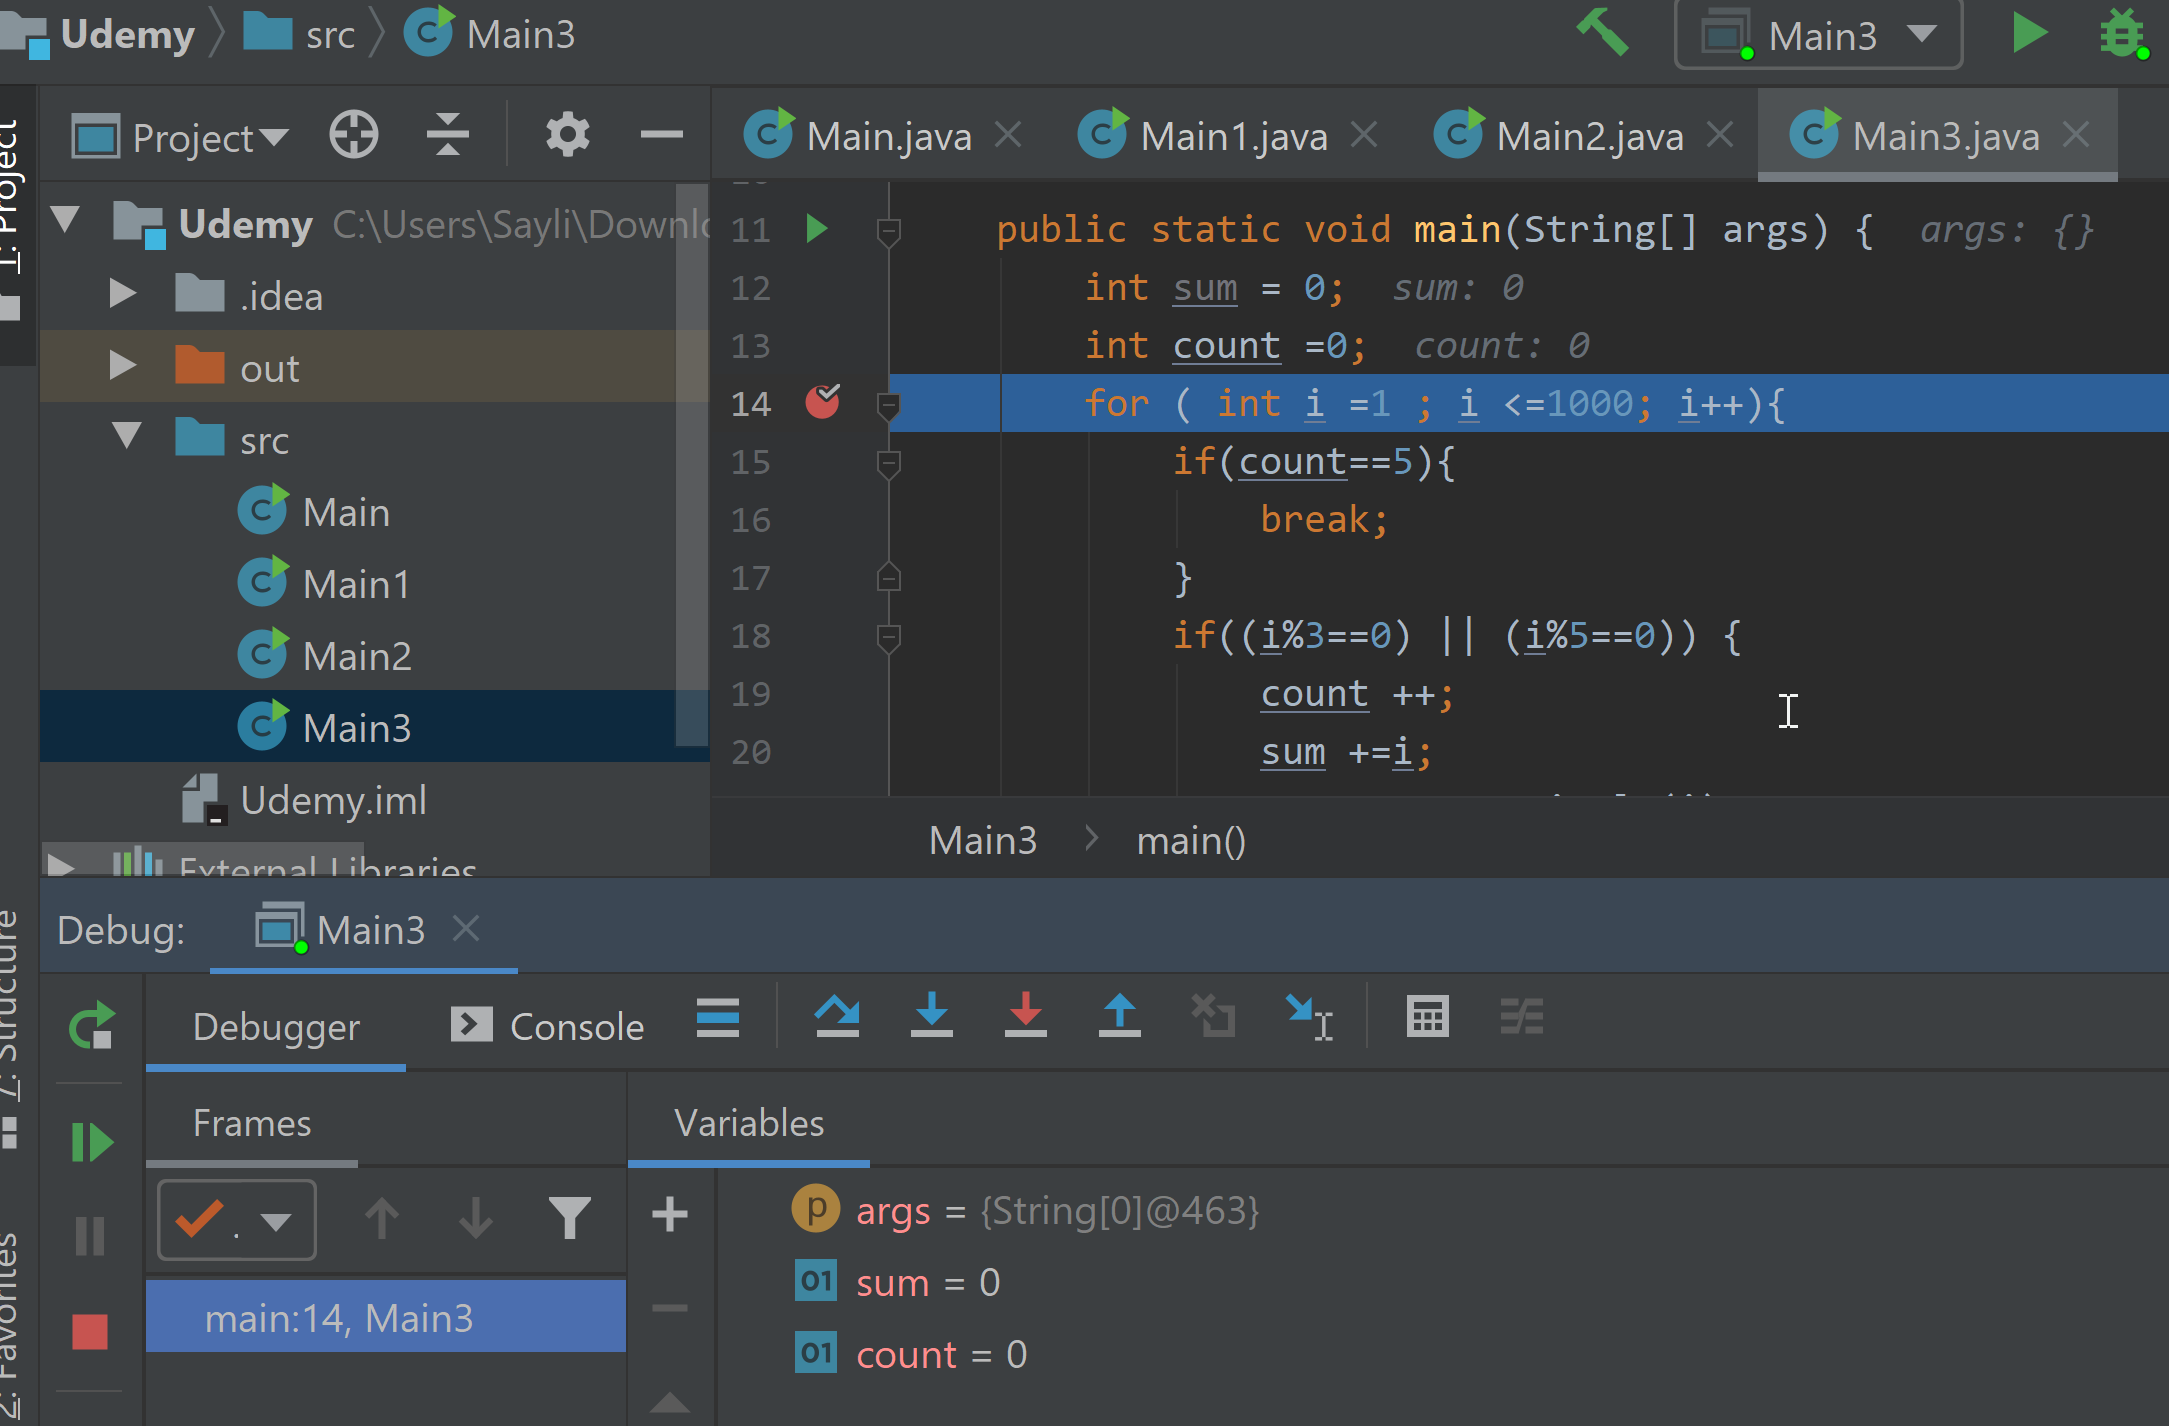 Udemy src Main3
Main3
1: Project
Project
Main.java Main1.java Main2.java Main3.java
Udemy C:\Users\Sayli\Downlo
.idea
out
src
Main
Main1
Main2
Main3
Udemy.iml
External Libraries
11 public static void main(String[] args) { args: {}
12 int sum = 0; sum: 0
13 int count =0; count: 0
14 for ( int i =1 ; i <=1000; i++){
15 if(count==5){
16 break;
17 }
18 if((i%3==0) || (i%5==0)) {
19 count ++;
20 sum +=i;
Main3 main()
7: Structure
2: Favorites
Debug: Main3
Debugger Console
Frames Variables
main:14, Main3
args = {String[0]@463}
sum = 0
count = 0